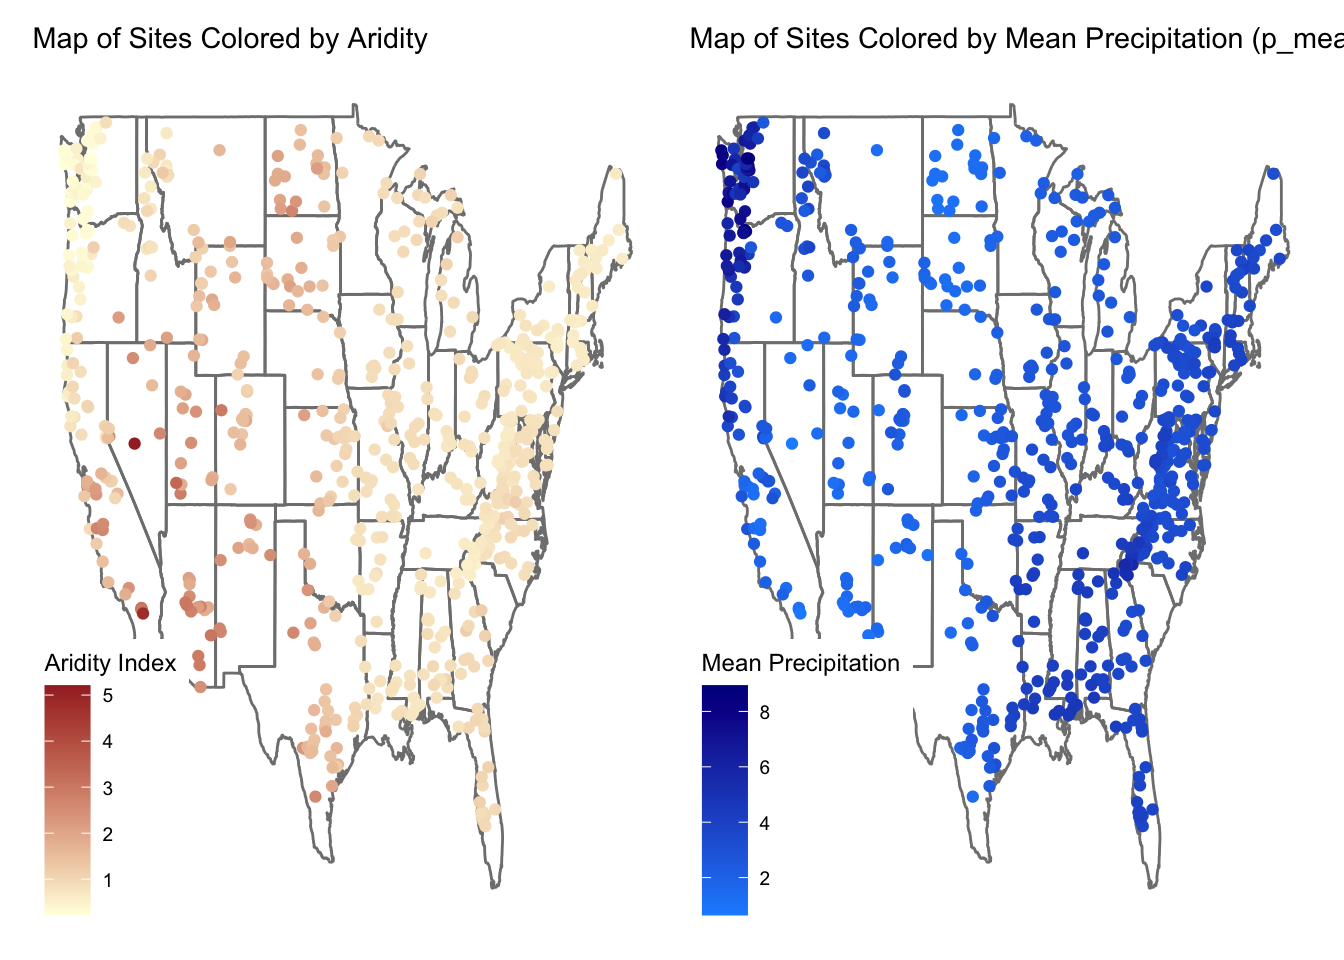 Map of Sites Colored by Aridity
Map of Sites Colored by Mean Precipitation (p_mea
Aridity Index
5
4
3
2
1
Mean Precipitation
8
6
4
2